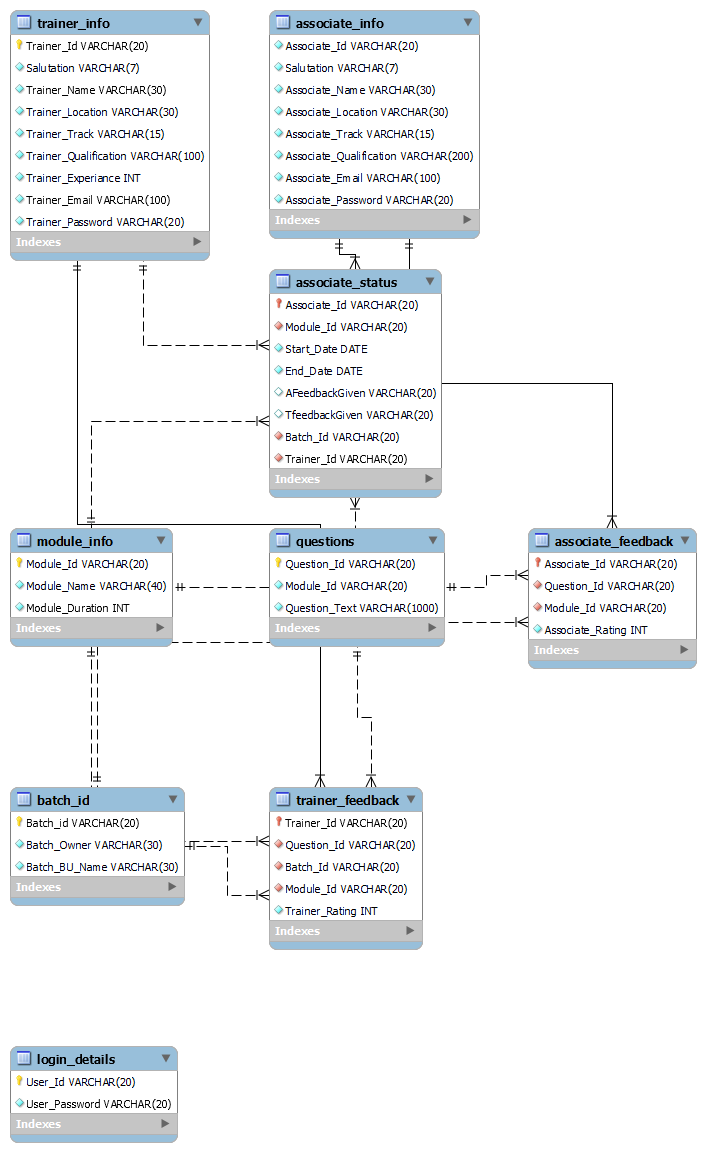 trainer_info
Trainer_Id VARCHAR(20)
Salutation VARCHAR(7)
Trainer_Name VARCHAR(30)
Trainer_Location VARCHAR(30)
Trainer_Track VARCHAR(15)
Trainer_Qualification VARCHAR(100)
Trainer_Experiance INT
Trainer_Email VARCHAR(100)
Trainer_Password VARCHAR(20)
Indexes
associate_info
Associate_Id VARCHAR(20)
Salutation VARCHAR(7)
Associate_Name VARCHAR(30)
Associate_Location VARCHAR(30)
Associate_Track VARCHAR(15)
Associate_Qualification VARCHAR(200)
Associate_Email VARCHAR(100)
Associate_Password VARCHAR(20)
Indexes
associate_status
Associate_Id VARCHAR(20)
Module_Id VARCHAR(20)
Start_Date DATE
End_Date DATE
AFeedbackGiven VARCHAR(20)
TfeedbackGiven VARCHAR(20)
Batch_Id VARCHAR(20)
Trainer_Id VARCHAR(20)
Indexes
module_info
Module_Id VARCHAR(20)
Module_Name VARCHAR(40)
Module_Duration INT
Indexes
questions
Question_Id VARCHAR(20)
Module_Id VARCHAR(20)
Question_Text VARCHAR(1000)
Indexes
associate_feedback
Associate_Id VARCHAR(20)
Question_Id VARCHAR(20)
Module_Id VARCHAR(20)
Associate_Rating INT
Indexes
batch_id
Batch_id VARCHAR(20)
Batch_Owner VARCHAR(30)
Batch_BU_Name VARCHAR(30)
Indexes
trainer_feedback
Trainer_Id VARCHAR(20)
Question_Id VARCHAR(20)
Batch_Id VARCHAR(20)
Module_Id VARCHAR(20)
Trainer_Rating INT
Indexes
login_details
User_Id VARCHAR(20)
User_Password VARCHAR(20)
Indexes